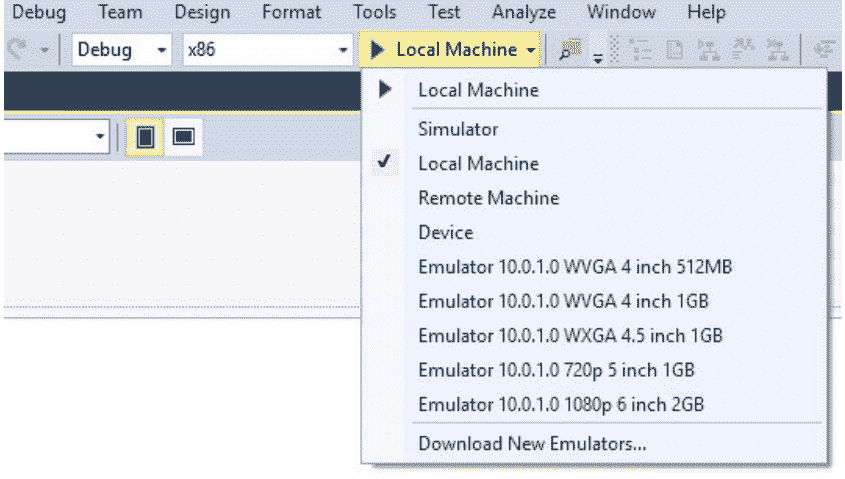 Debug Team Design Format Tools Test Analyze Window Help
Debug x86 Local Machine
Local Machine
Simulator
Local Machine
Remote Machine
Device
Emulator 10.0.1.0 WVGA 4 inch 512MB
Emulator 10.0.1.0 WVGA 4 inch 1GB
Emulator 10.0.1.0 WXGA 4.5 inch 1GB
Emulator 10.0.1.0 720p 5 inch 1GB
Emulator 10.0.1.0 1080p 6 inch 2GB
Download New Emulators...